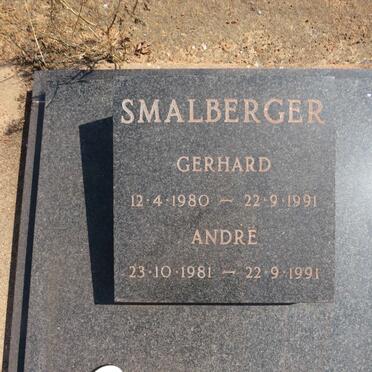 SMALBERGER
GERHARD
12·4·1980 ~ 22·9·1991
ANDRÉ
23·10·1981 ~ 22·9·1991